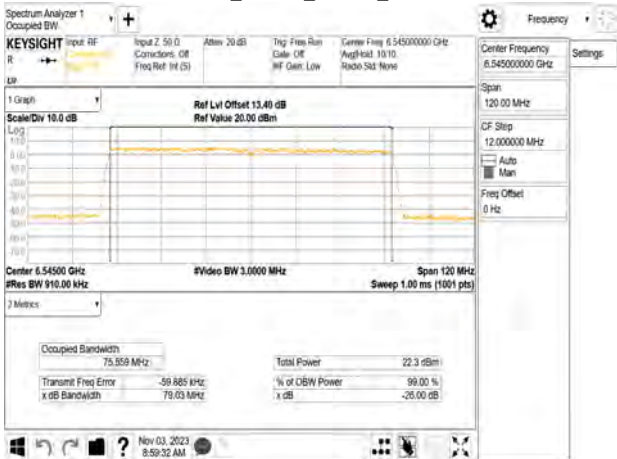 Spectrum Analyzer 1
Occupied BW
+
Frequency
KEYSIGHT
Input: RF
Input Z: 50 Ω
Corrections: Off
Freq Ref: Int (S)
Atten: 20 dB
Trig: Free Run
Gate: Off
#IF Gain: Low
Center Freq: 6.545000000 GHz
Avg|Hold: 10/10
Radio Std: None
R
Center Frequency
6.545000000 GHz
Settings
Span
120.00 MHz
CF Step
12.000000 MHz
Auto
Man
Freq Offset
0 Hz
1 Graph
Scale/Div 10.0 dB
Ref Lvl Offset 13.40 dB
Ref Value 20.00 dBm
Log
10.0
0.00
Center 6.54500 GHz
#Res BW 910.00 kHz
#Video BW 3.0000 MHz
Span 120 MHz
Sweep 1.00 ms (1001 pts)
2 Metrics
Occupied Bandwidth
75.559 MHz
Total Power
22.3 dBm
Transmit Freq Error
-59.685 kHz
% of OBW Power
99.00 %
x dB Bandwidth
79.03 MHz
x dB
-26.00 dB
?
Nov 03, 2023
8:59:32 AM